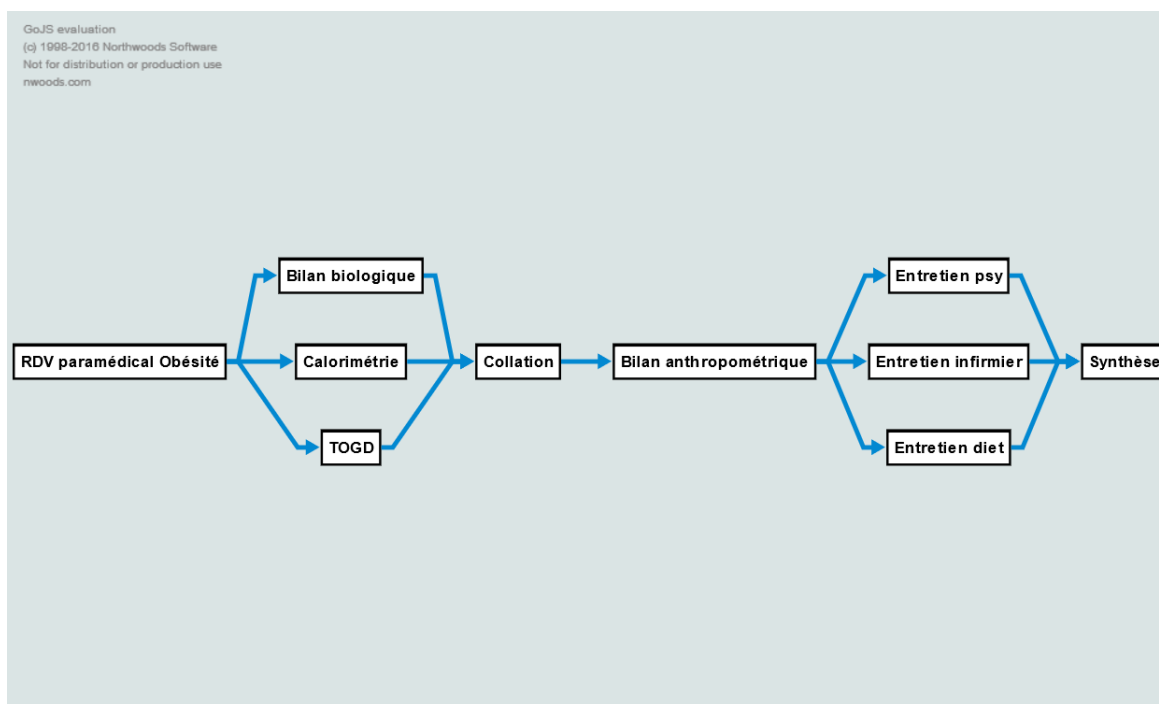 GoJS evaluation
(c) 1998-2016 Northwoods Software
Not for distribution or production use
nwoods.com
RDV paramédical Obésité
Bilan biologique
Calorimétrie
TOGD
Collation
Bilan anthropométrique
Entretien psy
Entretien infirmier
Entretien diet
Synthèse